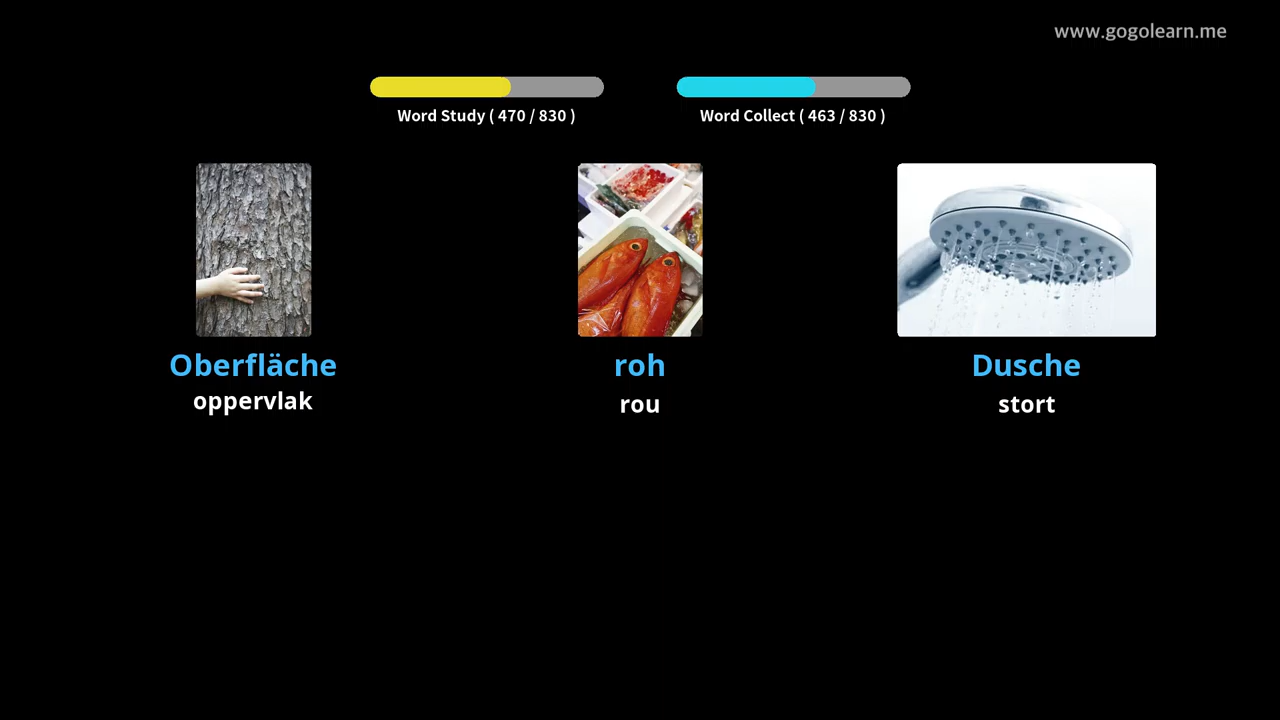 www.gogolearn.me
Word Study ( 470 / 830 )
Word Collect ( 463 / 830 )
Oberfläche
oppervlak
roh
rou
Dusche
stort